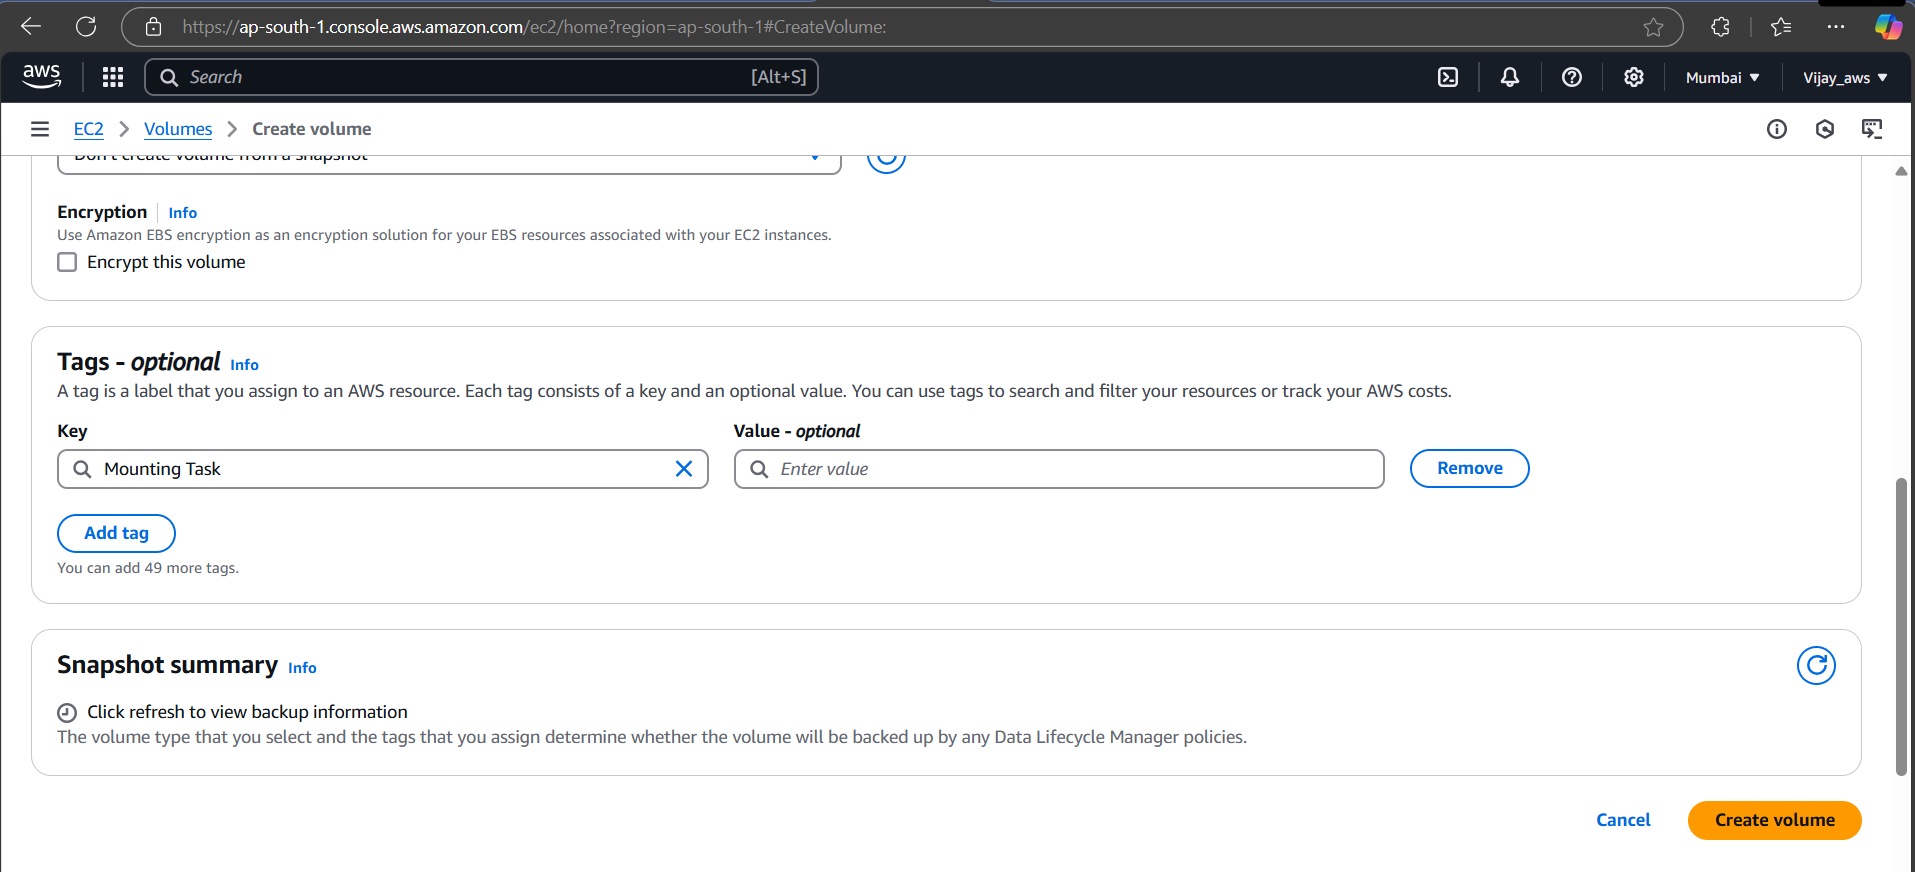 https://ap-south-1.console.aws.amazon.com/ec2/home?region=ap-south-1#CreateVolume:
aws
Search [Alt+S]
Mumbai ▼
Vijay_aws ▼
EC2 > Volumes > Create volume
Don't create volume from a snapshot
Encryption Info
Use Amazon EBS encryption as an encryption solution for your EBS resources associated with your EC2 instances.
Encrypt this volume
Tags - optional Info
A tag is a label that you assign to an AWS resource. Each tag consists of a key and an optional value. You can use tags to search and filter your resources or track your AWS costs.
Key
Value - optional
Mounting Task
Enter value
Remove
Add tag
You can add 49 more tags.
Snapshot summary Info
Click refresh to view backup information
The volume type that you select and the tags that you assign determine whether the volume will be backed up by any Data Lifecycle Manager policies.
Cancel
Create volume